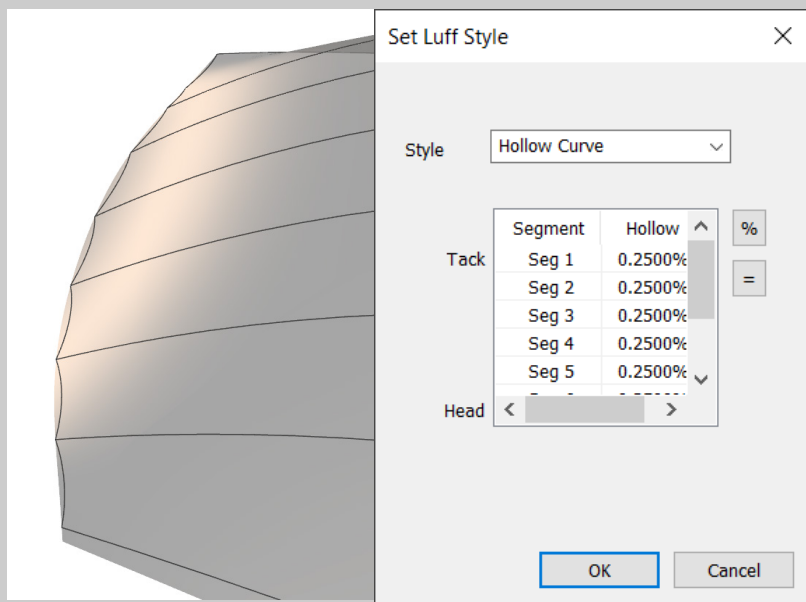 Set Luff Style
Style
Hollow Curve
Segment Hollow
%
Tack
Seg 1 0.2500%
=
Seg 2 0.2500%
Seg 3 0.2500%
Seg 4 0.2500%
Seg 5 0.2500%
Head
OK
Cancel